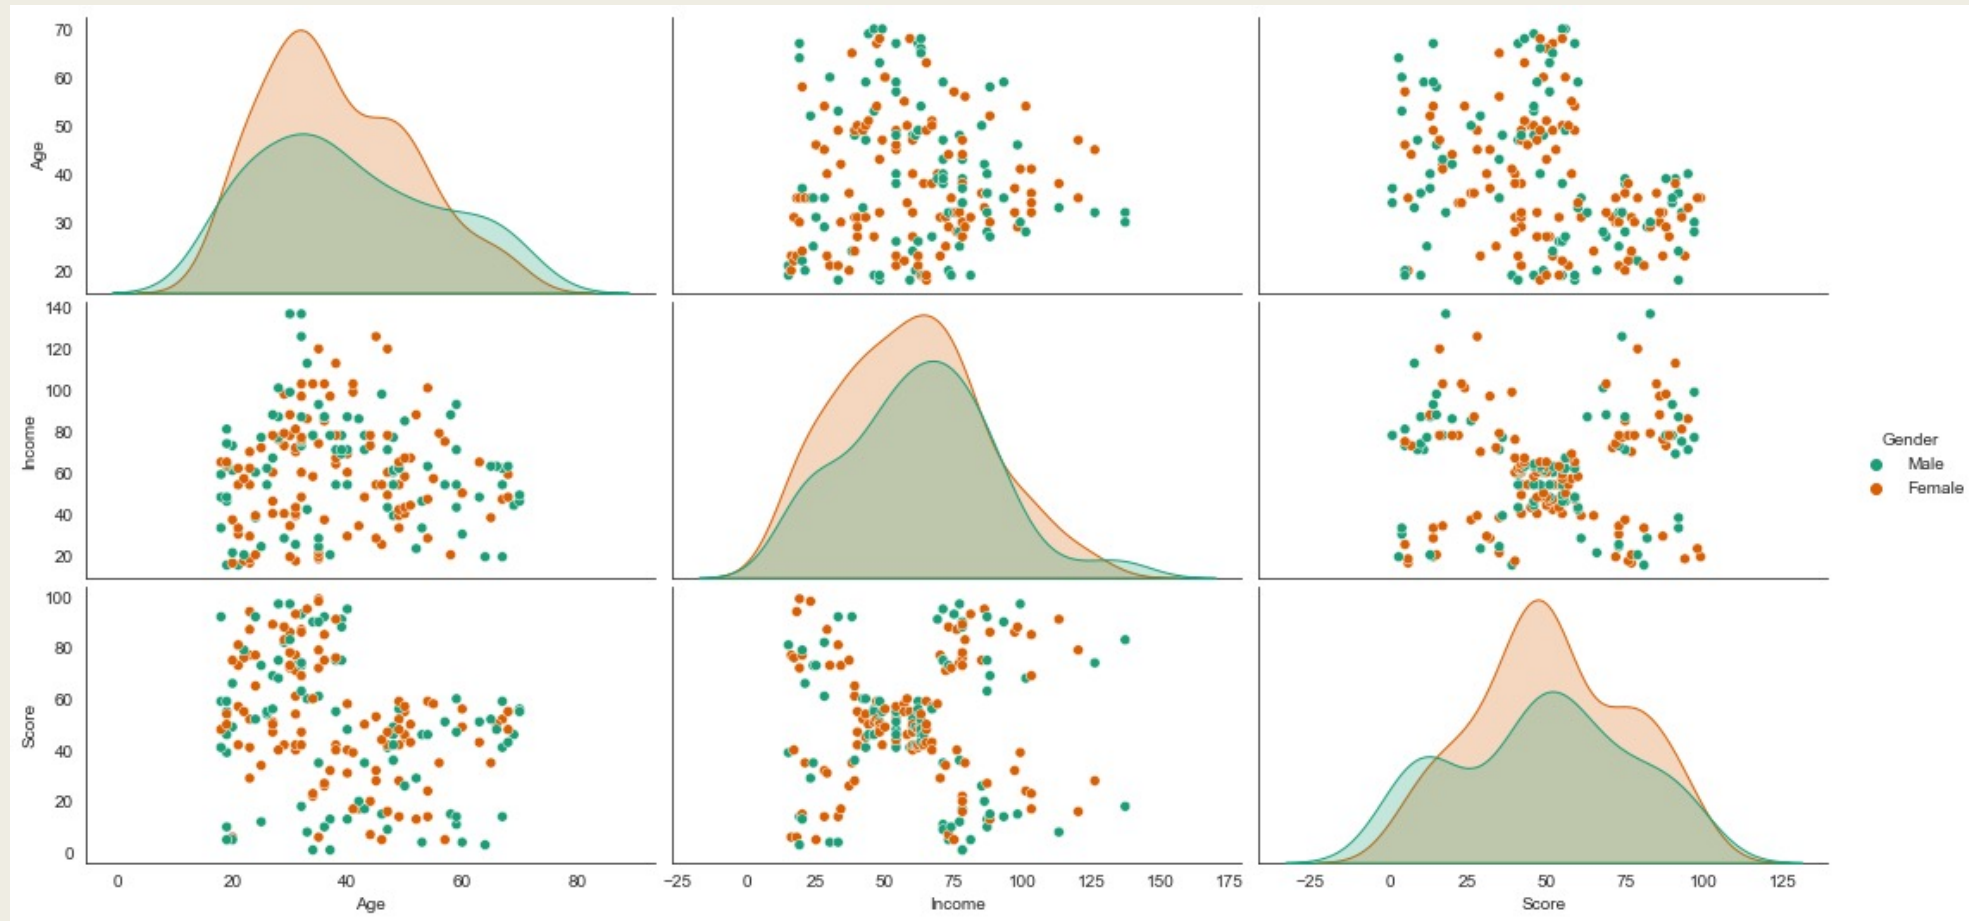 70
60
50
40
30
20
Age
140
120
100
80
60
40
20
Income
Gender
Male
Female
100
80
60
40
20
0
Score
0 20 40 60 80
−25 0 25 50 75 100 125 150 175
−25 0 25 50 75 100 125
Age Income Score